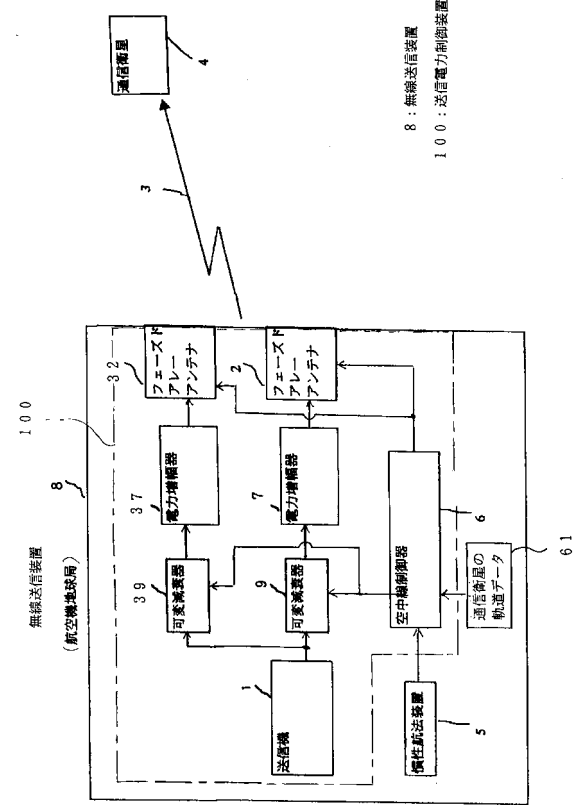 無線送信装置
(航空機地球局)
8
100
32
フェーズド
アレー
アンテナ
2
フェーズド
アレー
アンテナ
37
電力増幅器
7
電力増幅器
39
可変減衰器
9
可変減衰器
1
送信機
6
空中線制御器
5
慣性航法装置
通信衛星の
軌道データ
61
3
通信衛星
4
8:無線送信装置
100:送信電力制御装置